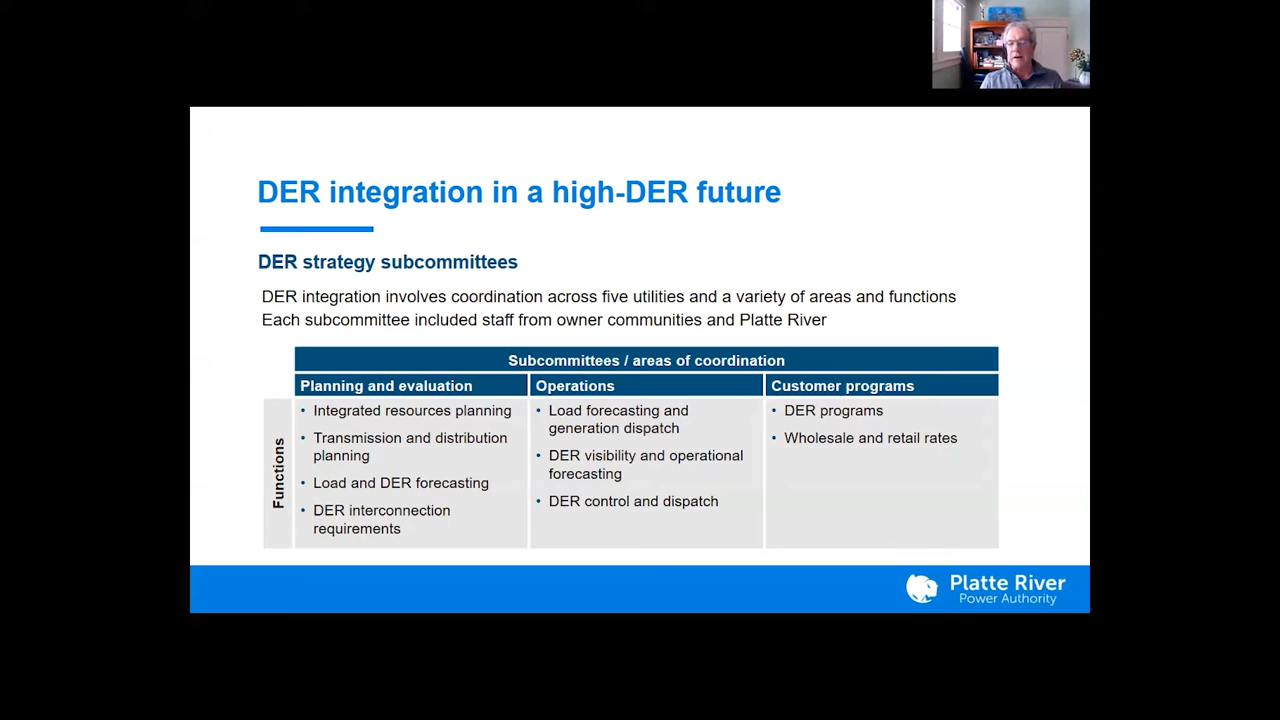 DER integration in a high-DER future
DER strategy subcommittees
DER integration involves coordination across five utilities and a variety of areas and functions
Each subcommittee included staff from owner communities and Platte River
Subcommittees / areas of coordination
Planning and evaluation
Operations
Customer programs
Functions
• Integrated resources planning
• Transmission and distribution
planning
• Load and DER forecasting
• DER interconnection
requirements
• Load forecasting and
generation dispatch
• DER visibility and operational
forecasting
• DER control and dispatch
• DER programs
• Wholesale and retail rates
Platte River
Power Authority